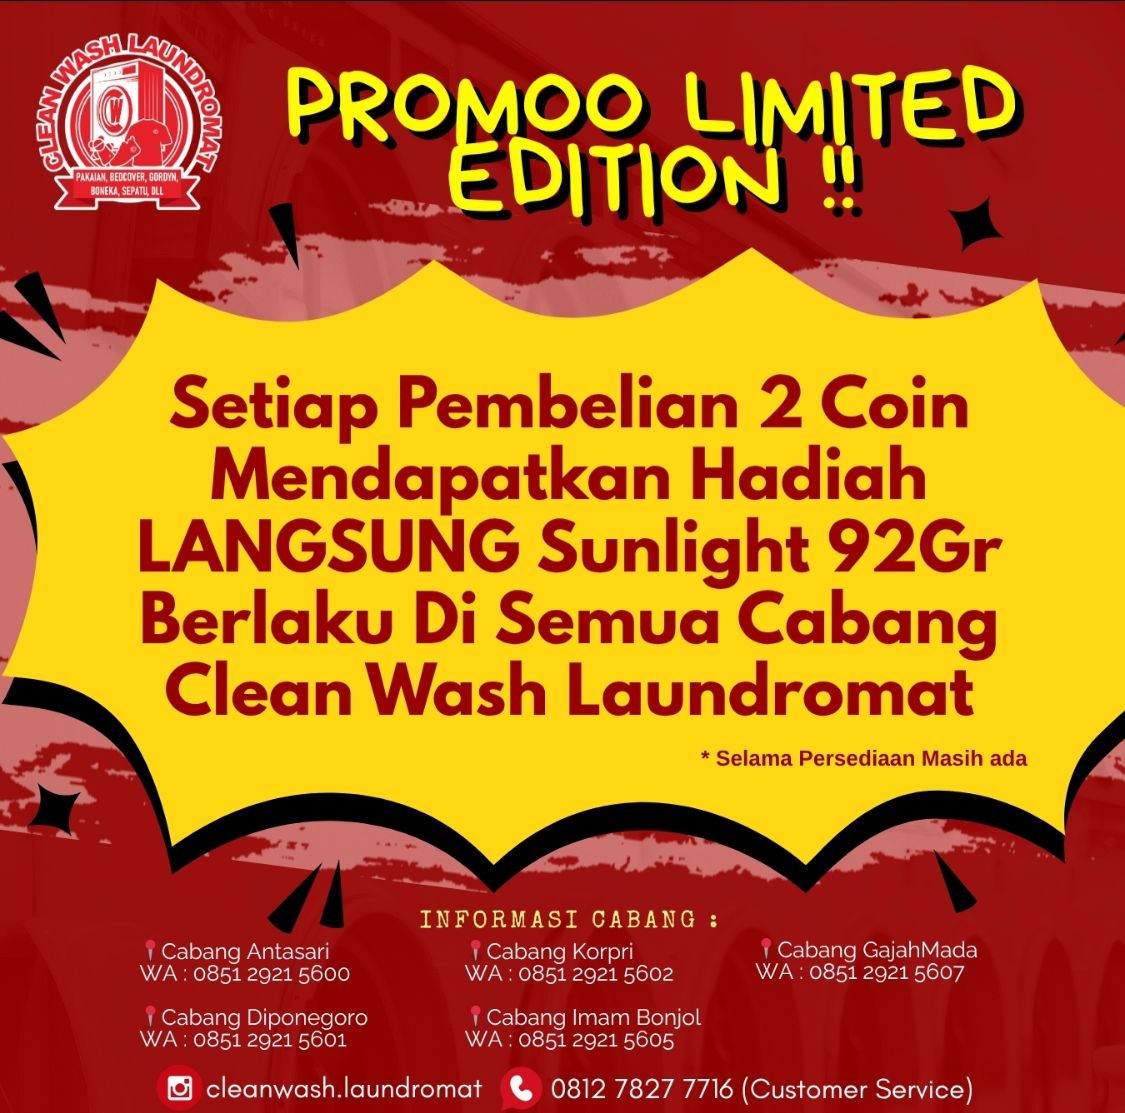 CLEAN WASH LAUNDROMAT
CW
PAKAIAN, BEDCOVER, GORDYN,
BONEKA, SEPATU, DLL
PROMOO LIMITED
EDITION !!
Setiap Pembelian 2 Coin
Mendapatkan Hadiah
LANGSUNG Sunlight 92Gr
Berlaku Di Semua Cabang
Clean Wash Laundromat
* Selama Persediaan Masih ada
INFORMASI CABANG :
Cabang Antasari
WA : 0851 2921 5600
Cabang Korpri
WA : 0851 2921 5602
Cabang GajahMada
WA : 0851 2921 5607
Cabang Diponegoro
WA : 0851 2921 5601
Cabang Imam Bonjol
WA : 0851 2921 5605
cleanwash.laundromat
0812 7827 7716 (Customer Service)